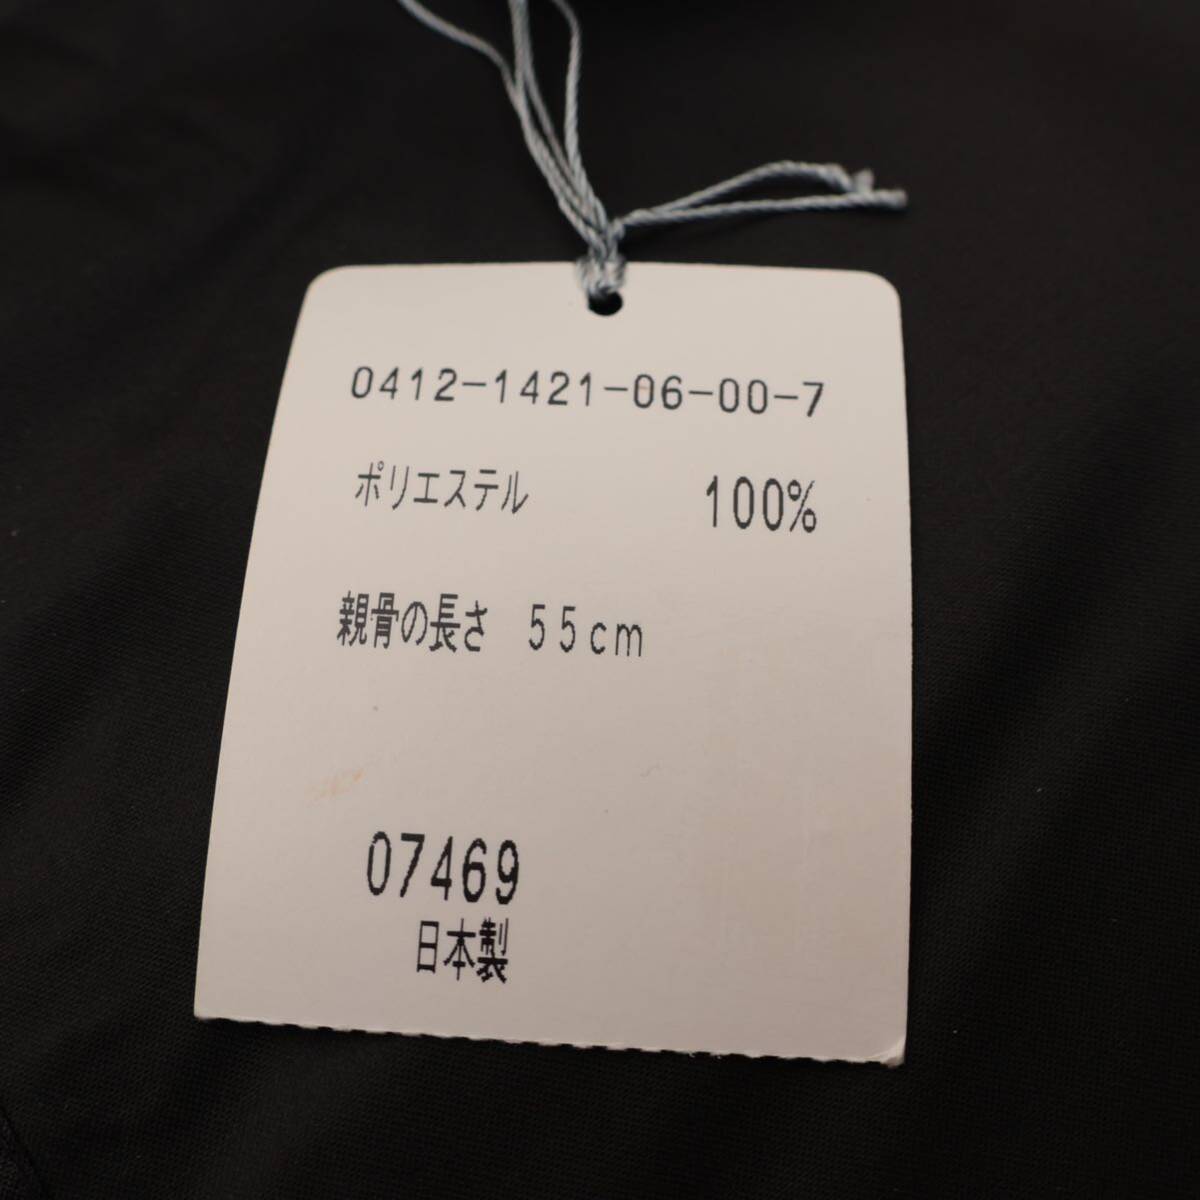 0412-1421-06-00-7
ポリエステル 100%
親骨の長さ 55cm
07469
日本製